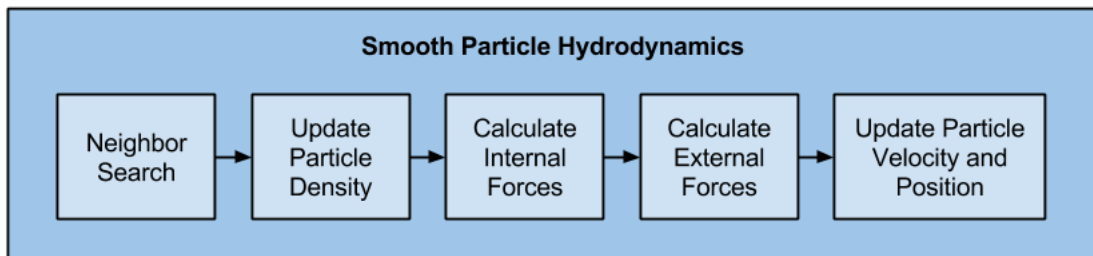 Smooth Particle Hydrodynamics
Neighbor
Search
Update
Particle
Density
Calculate
Internal
Forces
Calculate
External
Forces
Update Particle
Velocity and
Position